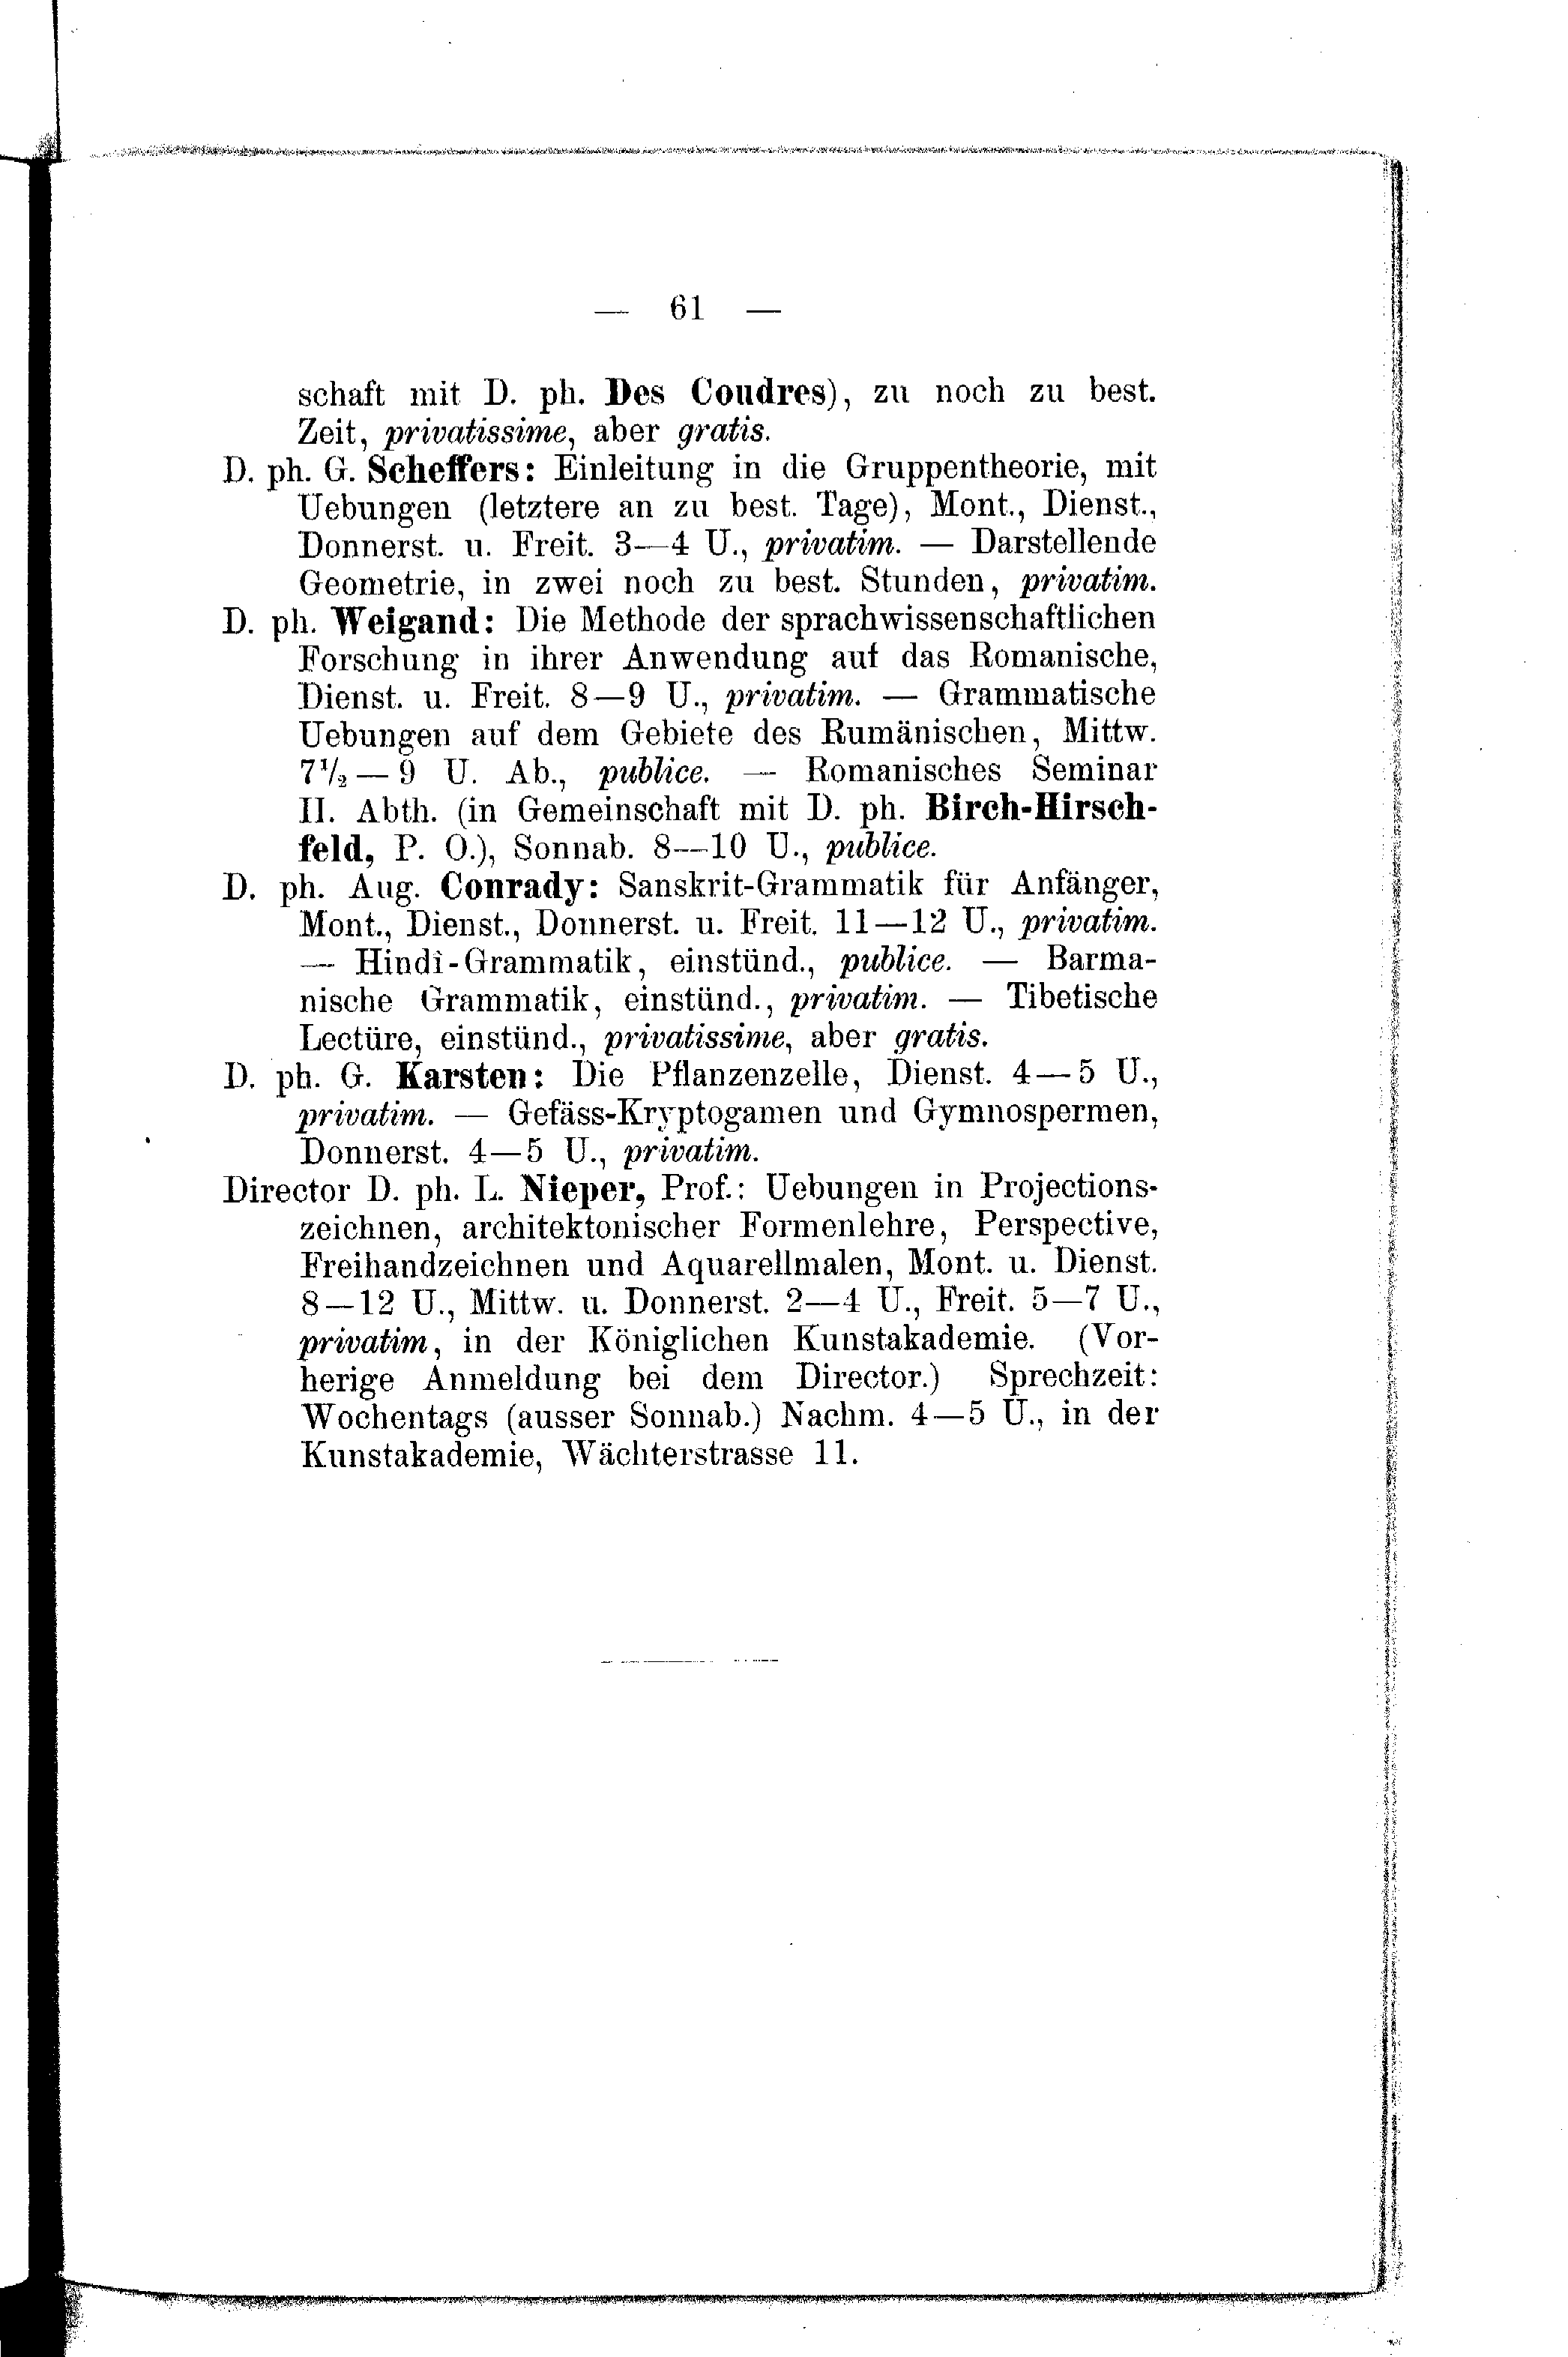 — 61 —
schaft mit D. ph. Des Coudres), zu noch zu best.
Zeit, privatissime, aber gratis.
D. ph. G. Scheffers: Einleitung in die Gruppentheorie, mit
Uebungen (letztere an zu best. Tage), Mont., Dienst.,
Donnerst. u. Freit. 3—4 U., privatim. — Darstellende
Geometrie, in zwei noch zu best. Stunden, privatim.
D. ph. Weigand: Die Methode der sprachwissenschaftlichen
Forschung in ihrer Anwendung auf das Romanische,
Dienst. u. Freit. 8—9 U., privatim. — Grammatische
Uebungen auf dem Gebiete des Rumänischen, Mittw.
7½—9 U. Ab., publice. — Romanisches Seminar
II. Abth. (in Gemeinschaft mit D. ph. Birch-Hirsch-
feld, P. O.), Sonnab. 8—10 U., publice.
D. ph. Aug. Conrady: Sanskrit-Grammatik für Anfänger,
Mont., Dienst., Donnerst. u. Freit. 11—12 U., privatim.
— Hindî-Grammatik, einstünd., publice. — Barma-
nische Grammatik, einstünd., privatim. — Tibetische
Lectüre, einstünd., privatissime, aber gratis.
D. ph. G. Karsten: Die Pflanzenzelle, Dienst. 4—5 U.,
privatim. — Gefäss-Kryptogamen und Gymnospermen,
Donnerst. 4—5 U., privatim.
Director D. ph. L. Nieper, Prof.: Uebungen in Projections-
zeichnen, architektonischer Formenlehre, Perspective,
Freihandzeichnen und Aquarellmalen, Mont. u. Dienst.
8—12 U., Mittw. u. Donnerst. 2—4 U., Freit. 5—7 U.,
privatim, in der Königlichen Kunstakademie. (Vor-
herige Anmeldung bei dem Director.) Sprechzeit:
Wochentags (ausser Sonnab.) Nachm. 4—5 U., in der
Kunstakademie, Wächterstrasse 11.